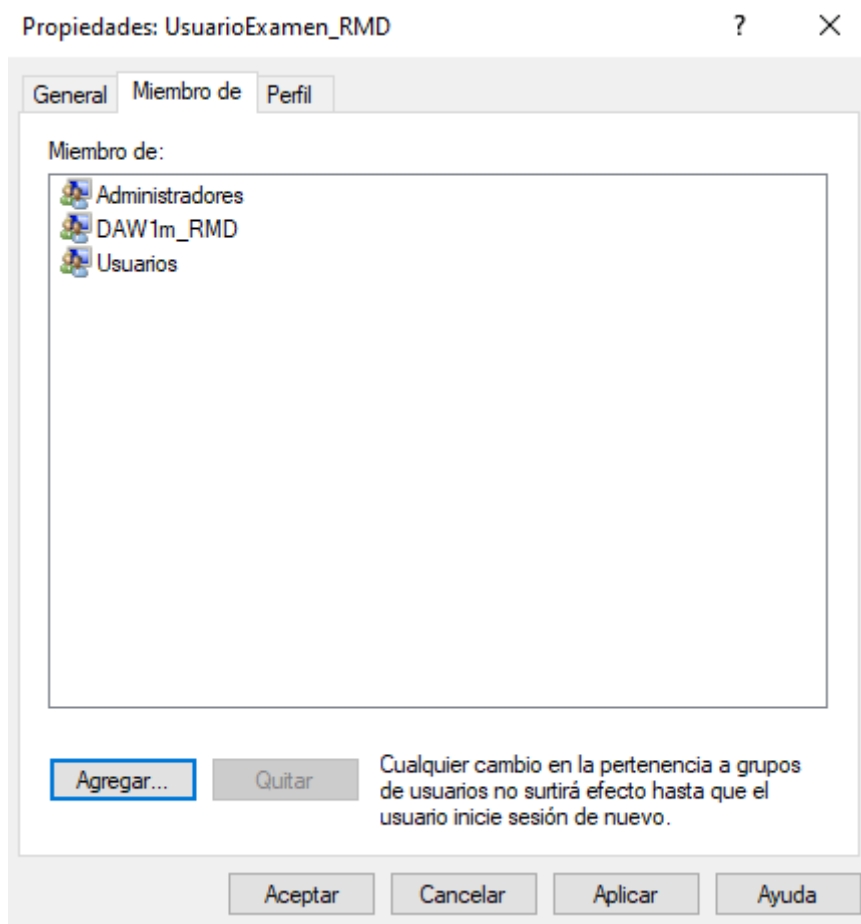 Propiedades: UsuarioExamen_RMD
?
General
Miembro de
Perfil
Miembro de:
Administradores
DAW1m_RMD
Usuarios
Agregar...
Quitar
Cualquier cambio en la pertenencia a grupos
de usuarios no surtirá efecto hasta que el
usuario inicie sesión de nuevo.
Aceptar
Cancelar
Aplicar
Ayuda